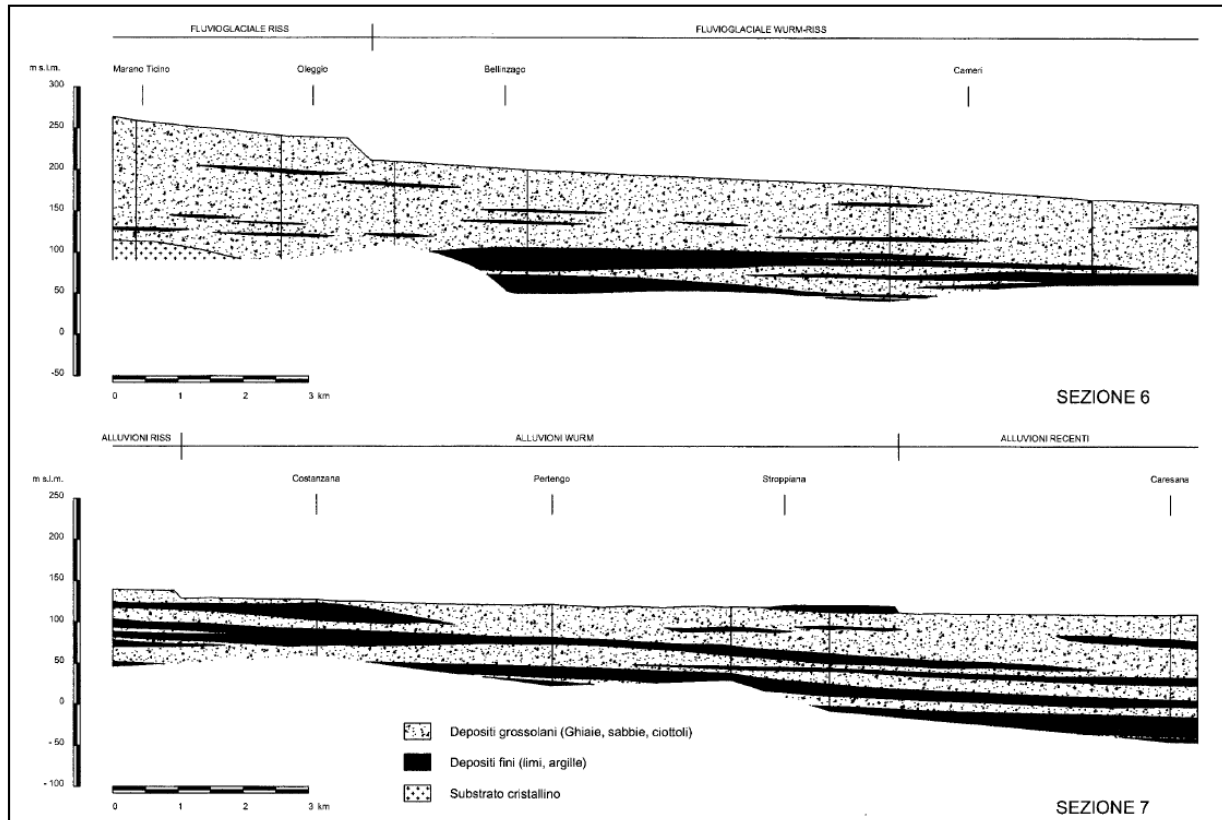 FLUVIOGLACIALE RISS FLUVIOGLACIALE WURM-RISS
m s.l.m. Marano Ticino Oleggio Bellinzago Cameri
300
250
200
150
100
50
0
-50
0 1 2 3 km
SEZIONE 6
ALLUVIONI RISS ALLUVIONI WURM ALLUVIONI RECENTI
m s.l.m. Costanzana Pertengo Stroppiana Caresana
250
200
150
100
50
0
- 50
- 100
Depositi grossolani (Ghiaie, sabbie, ciottoli)
Depositi fini (limi, argille)
Substrato cristallino
0 1 2 3 km
SEZIONE 7